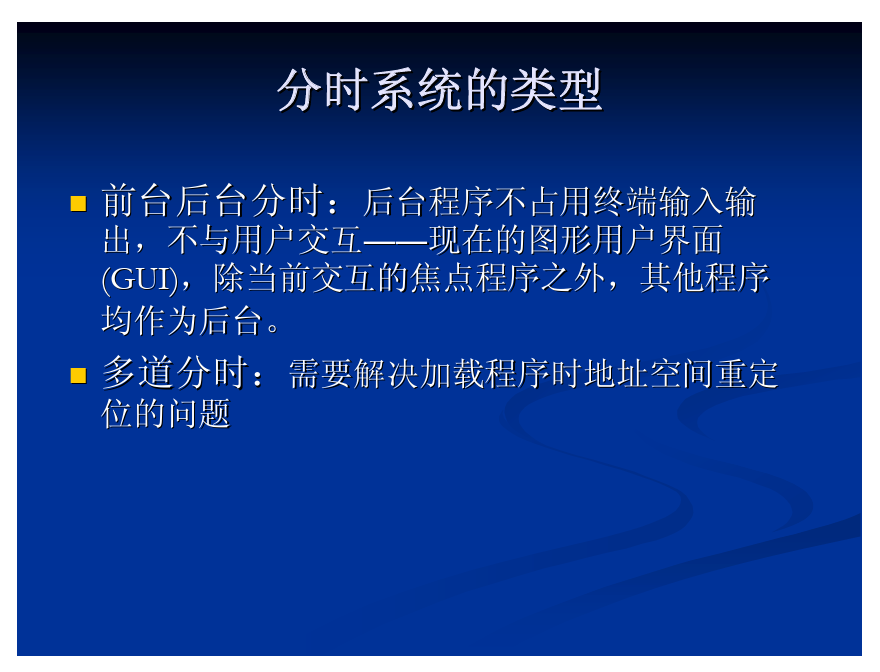 分时系统的类型
前台后台分时：后台程序不占用终端输入输
出，不与用户交互——现在的图形用户界面
(GUI)，除当前交互的焦点程序之外，其他程序
均作为后台。
多道分时：需要解决加载程序时地址空间重定
位的问题